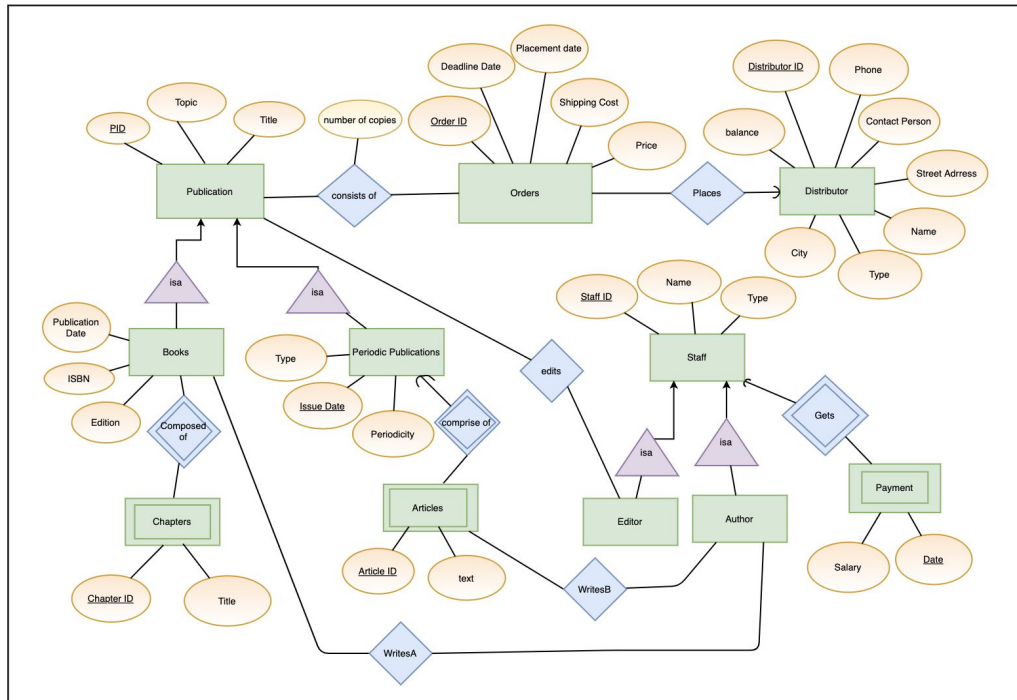 Placement date
Deadline Date
Distributor ID
Phone
Topic
Shipping Cost
PID
Title
number of copies
Order ID
Contact Person
balance
Price
Publication
consists of
Orders
Places
Distributor
Street Adrress
Name
City
Type
isa
isa
Staff ID
Name
Type
Publication
Date
Books
Type
Periodic Publications
Staff
ISBN
Issue Date
edits
Edition
Periodicity
Composed
of
comprise of
Gets
isa
isa
Chapters
Articles
Editor
Author
Payment
Article ID
text
Salary
Date
Chapter ID
Title
WritesB
WritesA